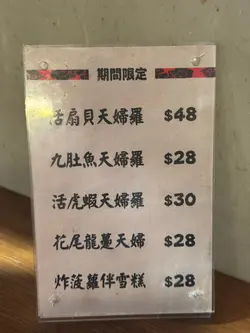 期間限定
活扇貝天婦羅 $48
九肚魚天婦羅 $28
活虎蝦天婦羅 $30
花尾龍躉天婦 $28
炸菠蘿伴雪糕 $28